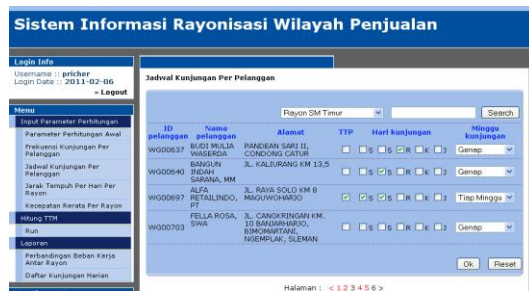 Sistem Informasi Rayonisasi Wilayah Penjualan
Login Info
Username :: pricher
Login Date :: 2011-02-06
» Logout
Menu
Input Parameter Perhitungan
Parameter Perhitungan Awal
Frekuensi Kunjungan Per
Pelanggan
Jadwal Kunjungan Per
Pelanggan
Jarak Tempuh Per Hari Per
Rayon
Kecepatan Rerata Per Rayon
Hitung TTM
Run
Laporan
Perbandingan Beban Kerja
Antar Rayon
Daftar Kunjungan Harian
Jadwal Kunjungan Per Pelanggan
Rayon SM Timur
Search
ID pelanggan Nama pelanggan Alamat TTP Hari kunjungan Minggu kunjungan
WG00637 BUDI MULIA WASERDA PANDEAN SARI II, CONDONG CATUR S S R K J Genap
WG00640 BANGUN INDAH SARANA, MM JL. KALIURANG KM 13,5 S S R K J Genap
WG00697 ALFA RETAILINDO, PT JL. RAYA SOLO KM 8 MAGUWOHARJO S S R K J Tiap Minggu
WG00703 FELLA ROSA, SWA JL. CANGKRINGAN KM. 10 BANJARHARJO, BIMOMARTANI, NGEMPLAK, SLEMAN S S R K J Genap
Ok Reset
Halaman : < 1 2 3 4 5 6 >